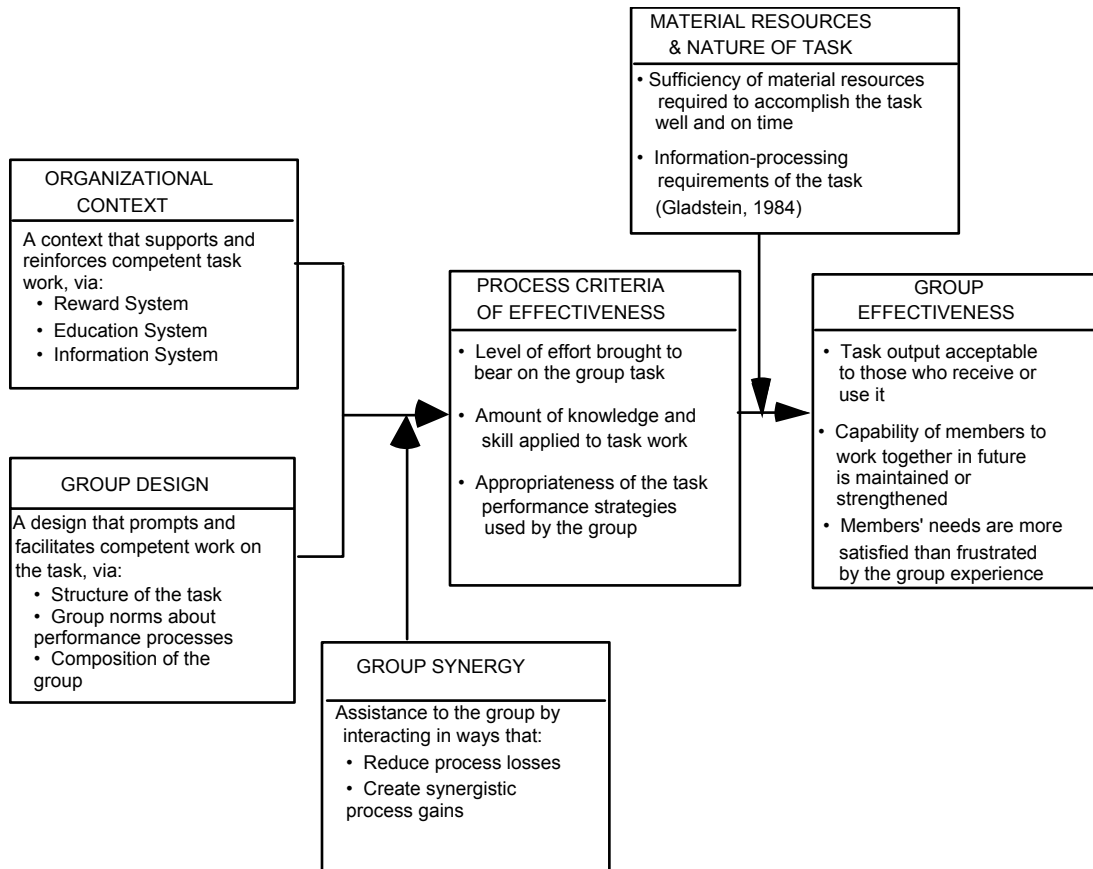 MATERIAL RESOURCES
& NATURE OF TASK
• Sufficiency of material resources
required to accomplish the task
well and on time
• Information-processing
requirements of the task
(Gladstein, 1984)
ORGANIZATIONAL
CONTEXT
A context that supports and
reinforces competent task
work, via:
• Reward System
• Education System
• Information System
GROUP DESIGN
A design that prompts and
facilitates competent work on
the task, via:
• Structure of the task
• Group norms about
performance processes
• Composition of the
group
GROUP SYNERGY
Assistance to the group by
interacting in ways that:
• Reduce process losses
• Create synergistic
process gains
PROCESS CRITERIA
OF EFFECTIVENESS
• Level of effort brought to
bear on the group task
• Amount of knowledge and
skill applied to task work
• Appropriateness of the task
performance strategies
used by the group
GROUP
EFFECTIVENESS
• Task output acceptable
to those who receive or
use it
• Capability of members to
work together in future
is maintained or
strengthened
• Members' needs are more
satisfied than frustrated
by the group experience